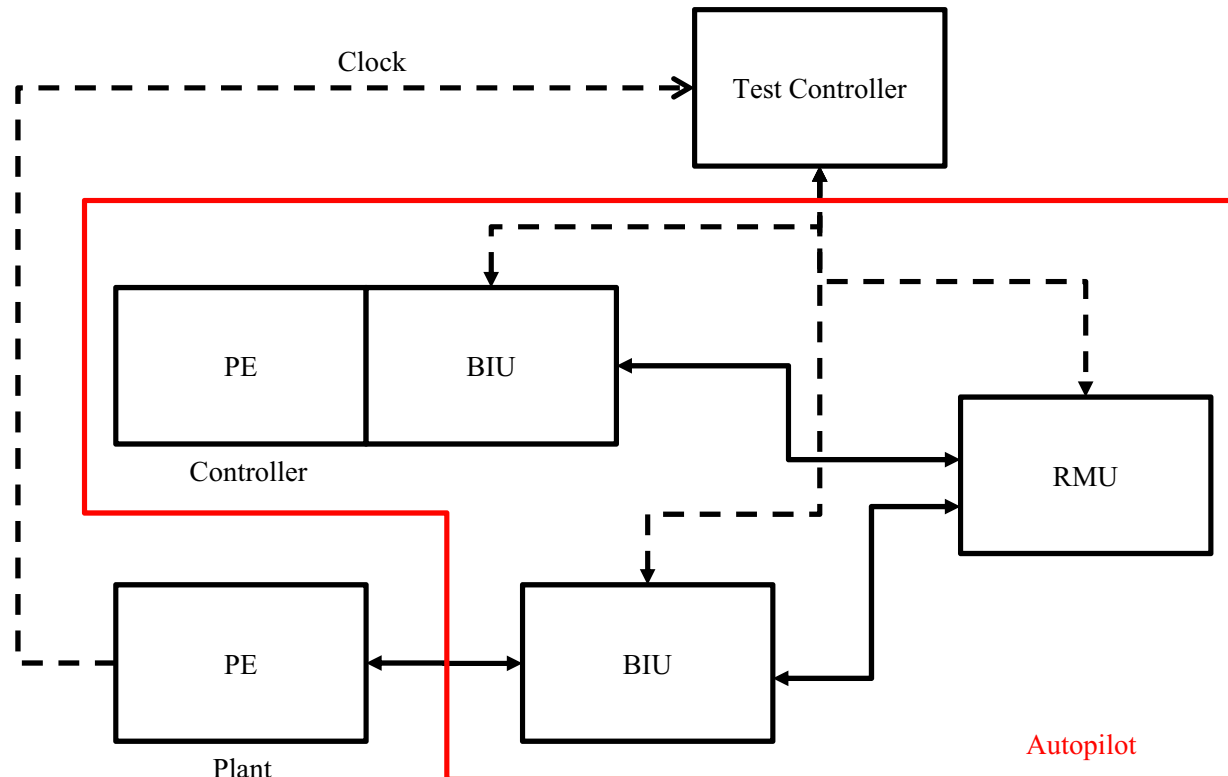 Clock
Test Controller
PE
BIU
Controller
RMU
PE
BIU
Autopilot
Plant